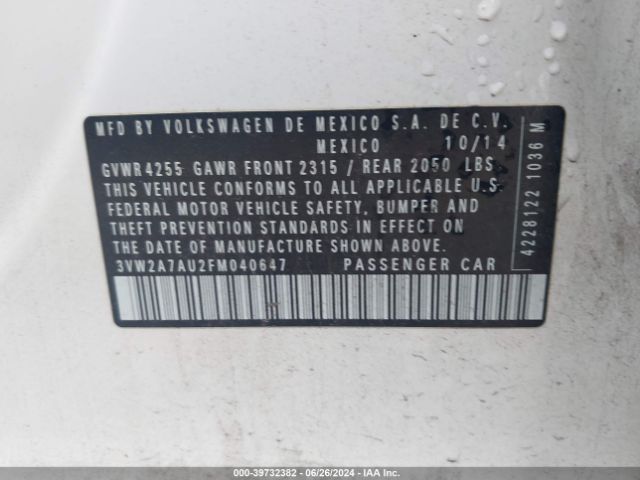 MFD BY VOLKSWAGEN DE MEXICO S.A. DE C.V.
MEXICO 10/14
GVWR 4255 GAWR FRONT 2315 / REAR 2050 LBS
THIS VEHICLE CONFORMS TO ALL APPLICABLE U.S.
FEDERAL MOTOR VEHICLE SAFETY, BUMPER AND
THEFT PREVENTION STANDARDS IN EFFECT ON THE
DATE OF MANUFACTURE SHOWN ABOVE.
3VW2A7AU2FM040647 PASSENGER CAR
4228122 1036 M
000-39732382 / 06/26/2024 - IAA Inc.